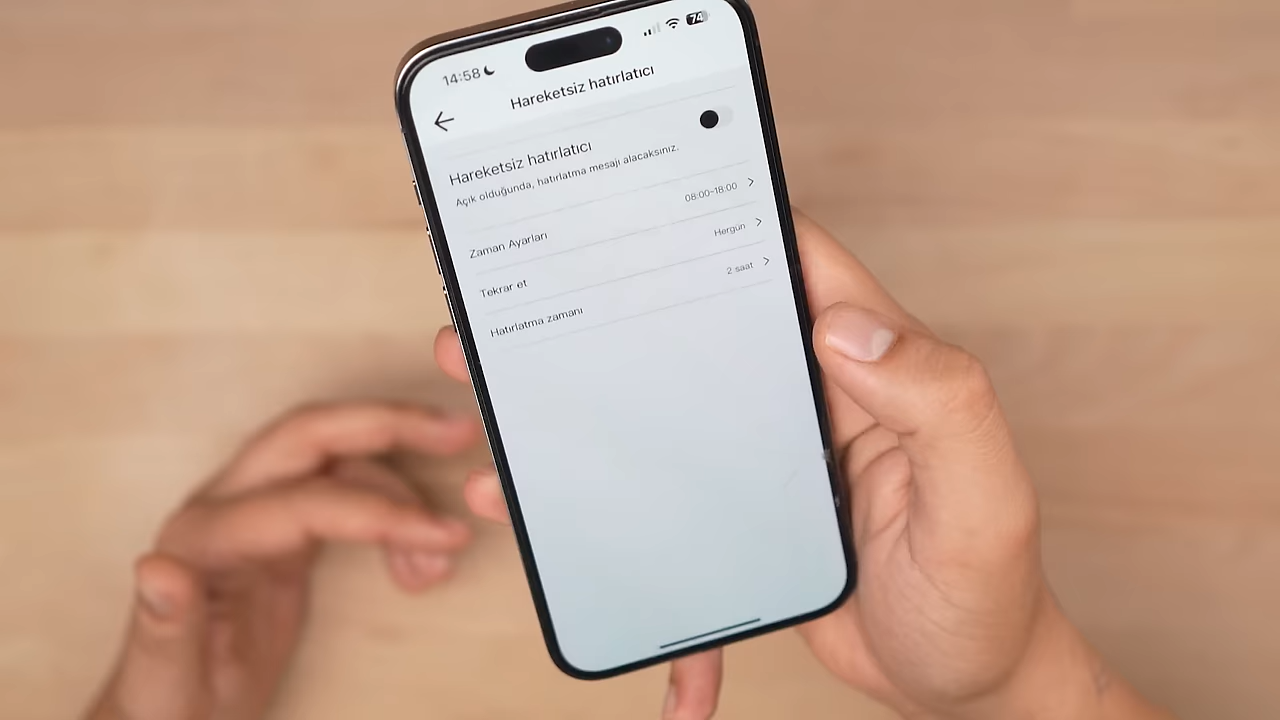 14:58
74
Hareketsiz hatırlatıcı
Hareketsiz hatırlatıcı
Açık olduğunda, hatırlatma mesajı alacaksınız.
Zaman Ayarları 08:00-18:00
Tekrar et Hergün
Hatırlatma zamanı 2 saat